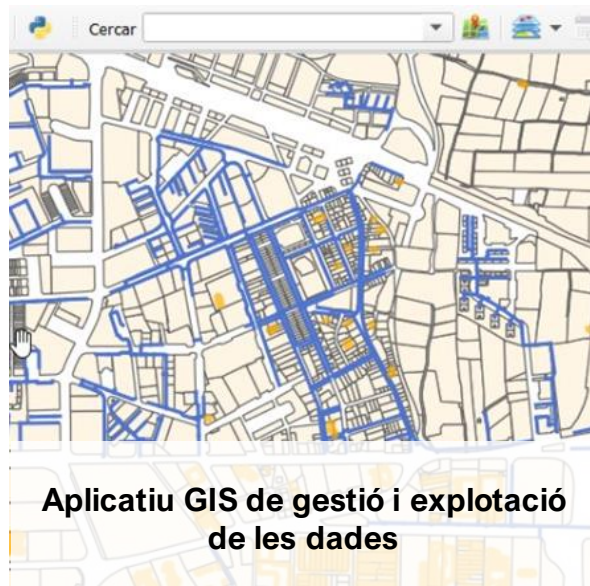 Cercar
Aplicatiu GIS de gestió i explotació
de les dades